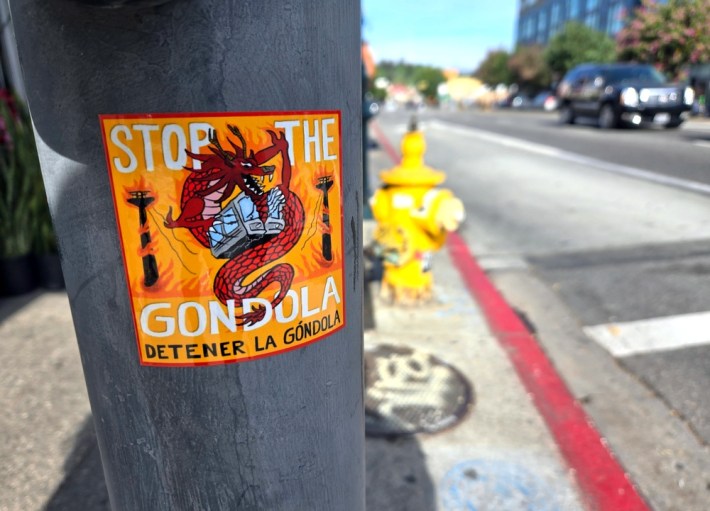 STOP THE
GONDOLA
DETENER LA GÓNDOLA